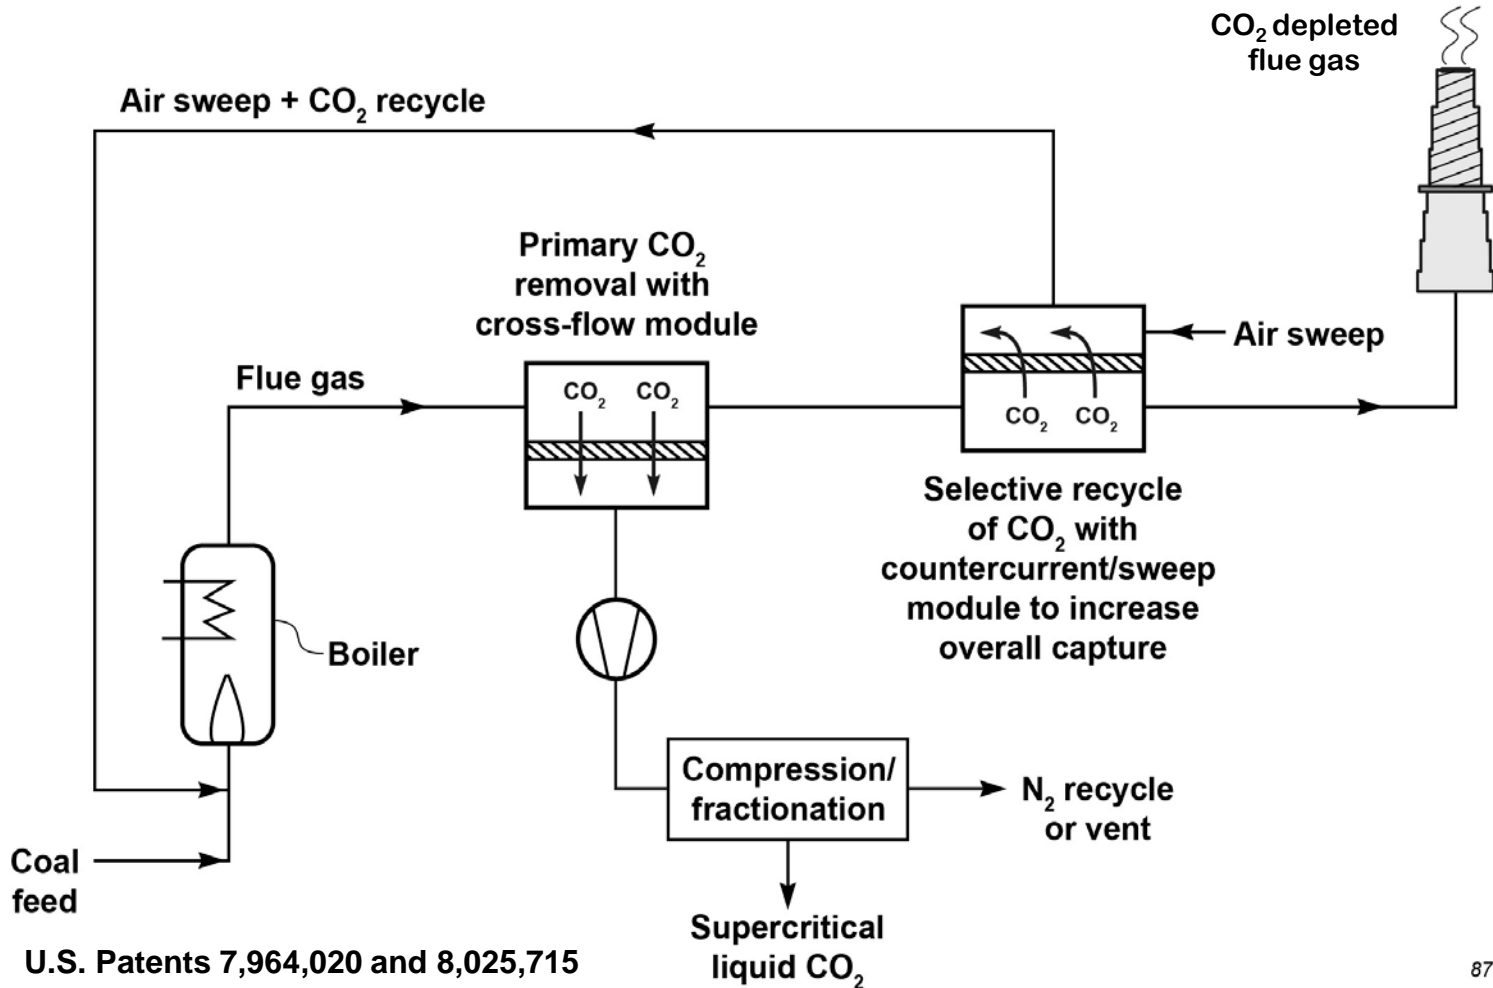 CO₂ depleted
flue gas
Air sweep + CO₂ recycle
Primary CO₂
removal with
cross-flow module
Air sweep
Flue gas
CO₂ CO₂
CO₂ CO₂
Selective recycle
of CO₂ with
countercurrent/sweep
module to increase
overall capture
Boiler
Compression/
fractionation
N₂ recycle
or vent
Coal
feed
Supercritical
liquid CO₂
U.S. Patents 7,964,020 and 8,025,715
87